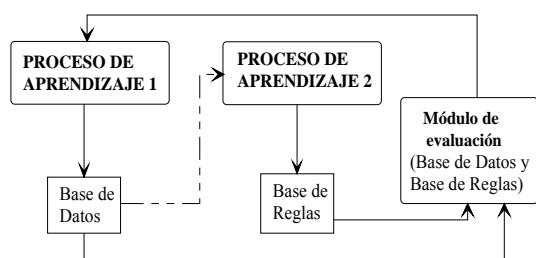 PROCESO DE
APRENDIZAJE 1
PROCESO DE
APRENDIZAJE 2
Módulo de
evaluación
(Base de Datos y
Base de Reglas)
Base de
Datos
Base de
Reglas